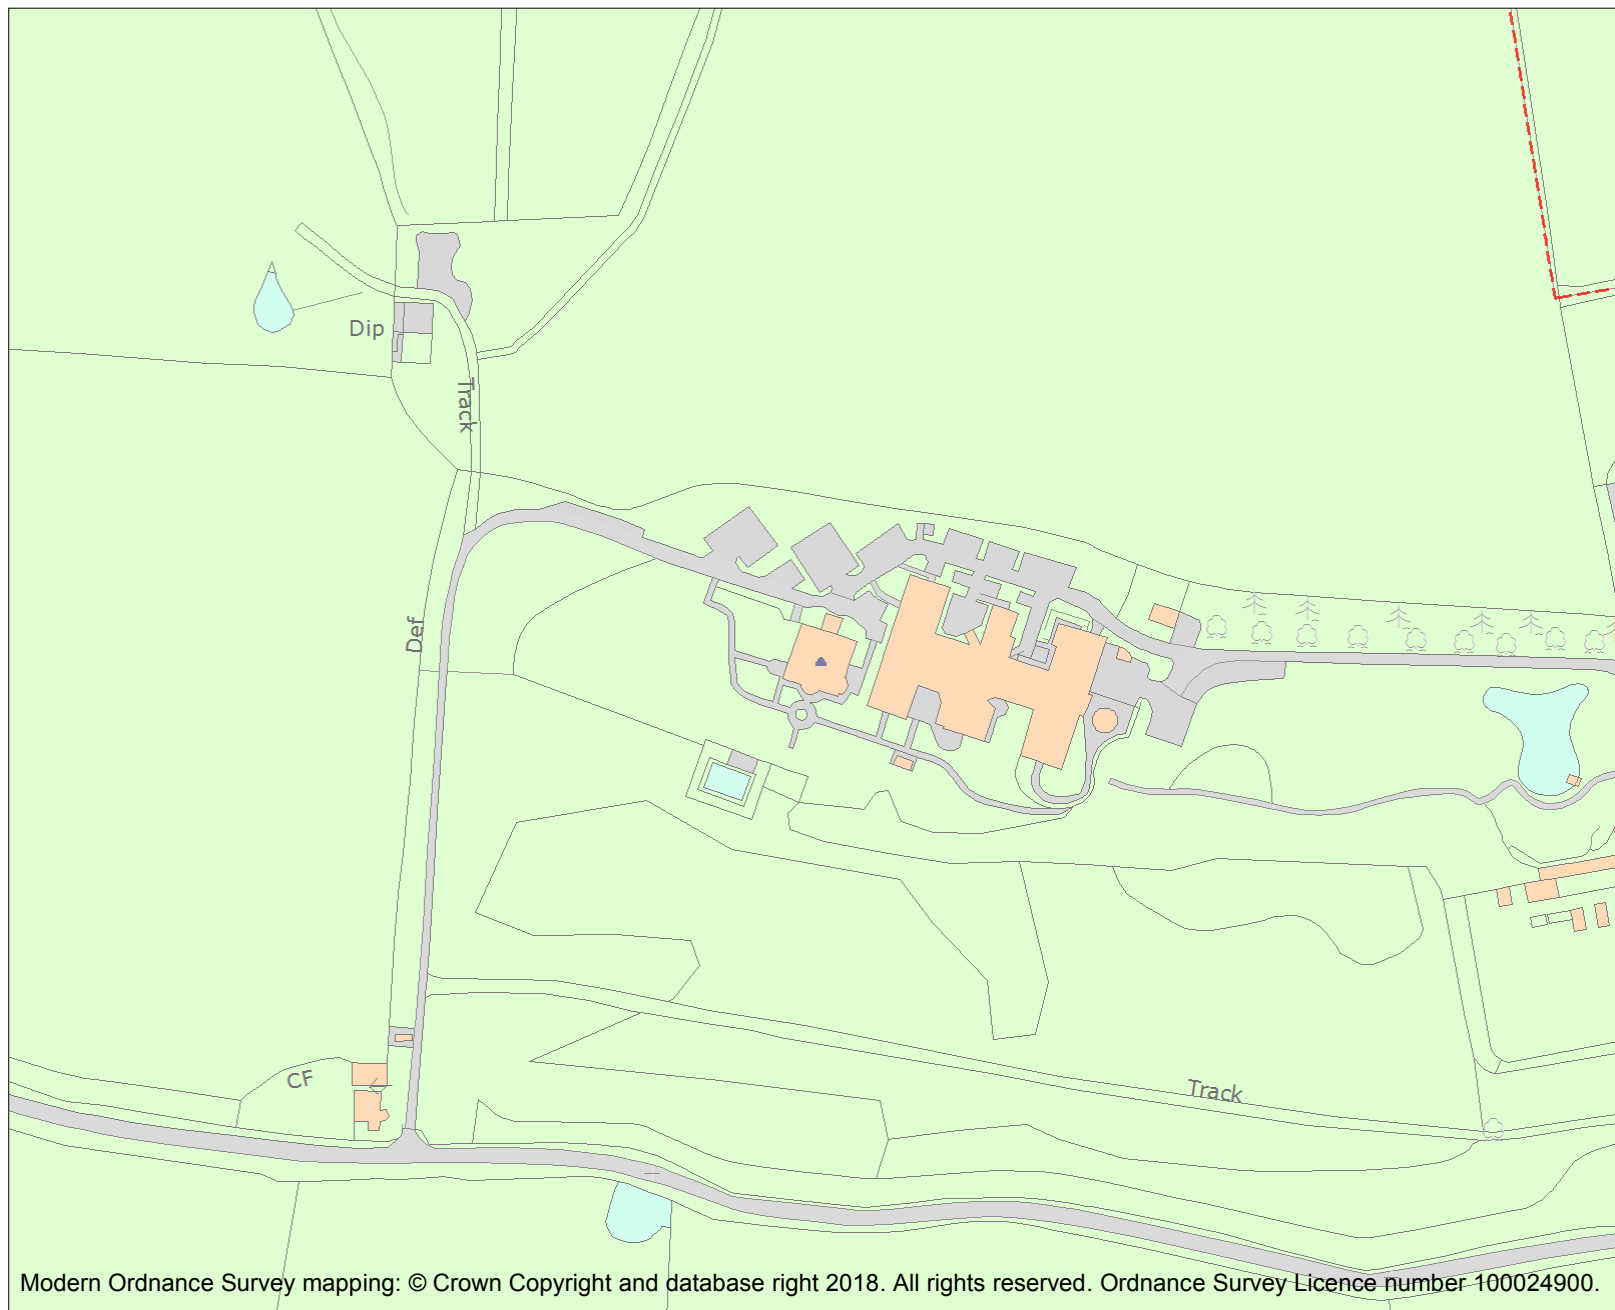 Dip
Track
Def
CF
Track
Modern Ordnance Survey mapping: © Crown Copyright and database right 2018. All rights reserved. Ordnance Survey Licence number 100024900.